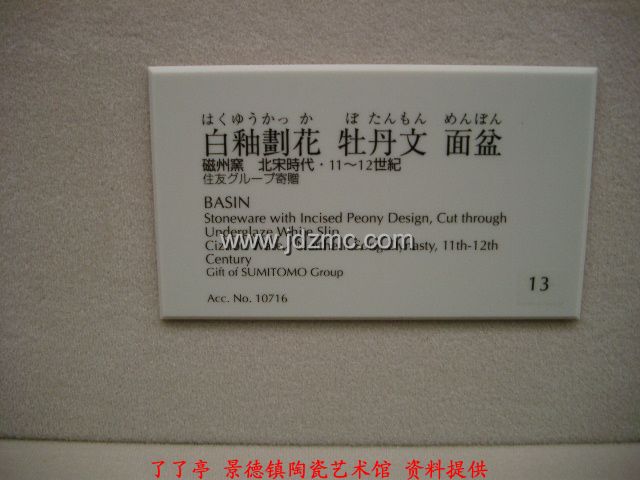 はくゆうかっか ぼたんもん めんぼん
白釉劃花 牡丹文 面盆
磁州窯 北宋時代・11～12世紀
住友グループ寄贈
BASIN
Stoneware with Incised Peony Design, Cut through
Underglaze White Slip
www.jdzmc.com
11th-12th
Century
Gift of SUMITOMO Group
Acc. No. 10716
13
了了亭 景德镇陶瓷艺术馆 资料提供